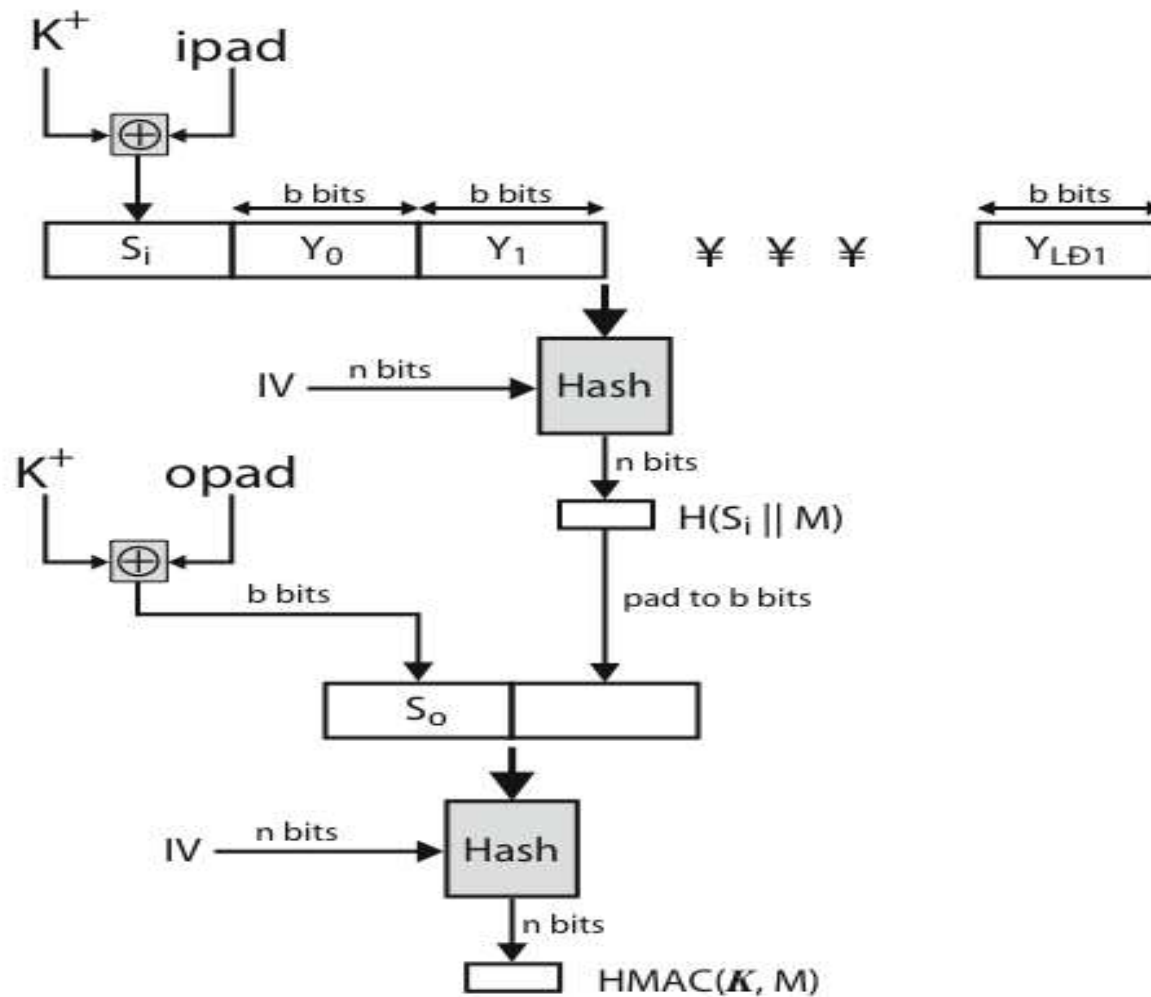 K+ ipad
⊕
b bits b bits b bits
Si Y0 Y1 ¥ ¥ ¥ YLÐ1
IV n bits Hash
n bits
K+ opad H(Si || M)
⊕
b bits pad to b bits
So
IV n bits Hash
n bits
HMAC(K, M)